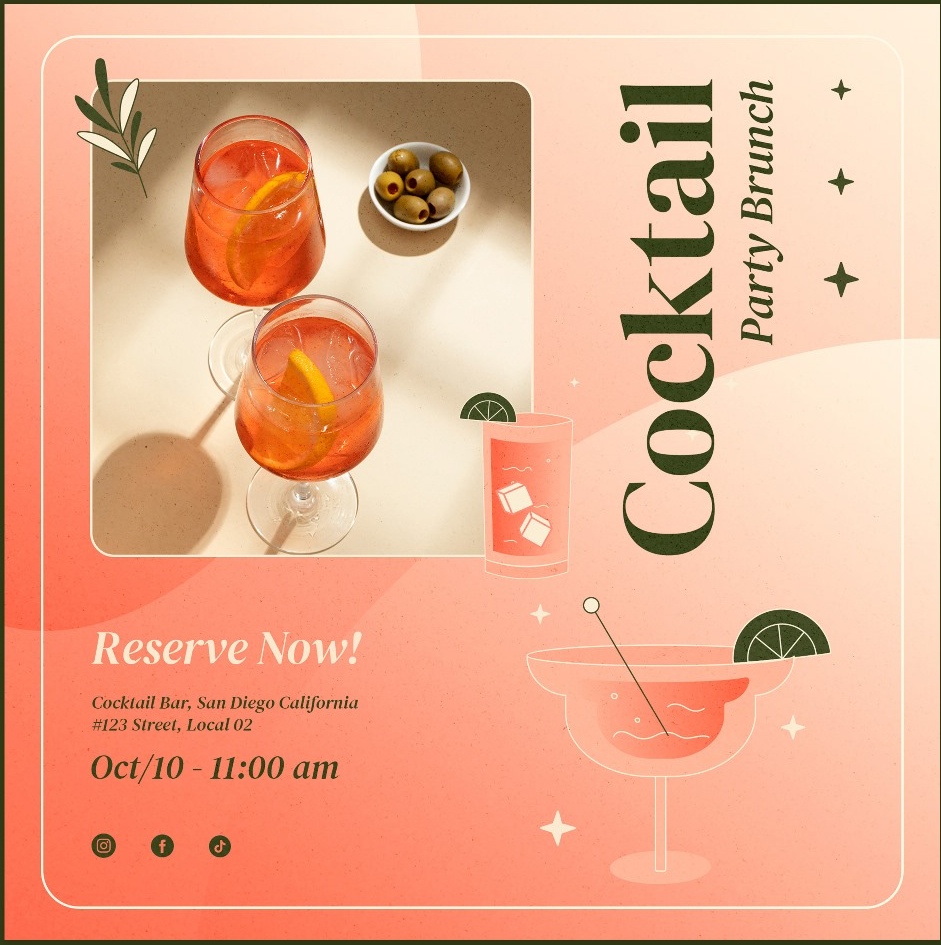 Cocktail
Party Brunch
Reserve Now!
Cocktail Bar, San Diego California
#123 Street, Local 02
Oct/10 - 11:00 am